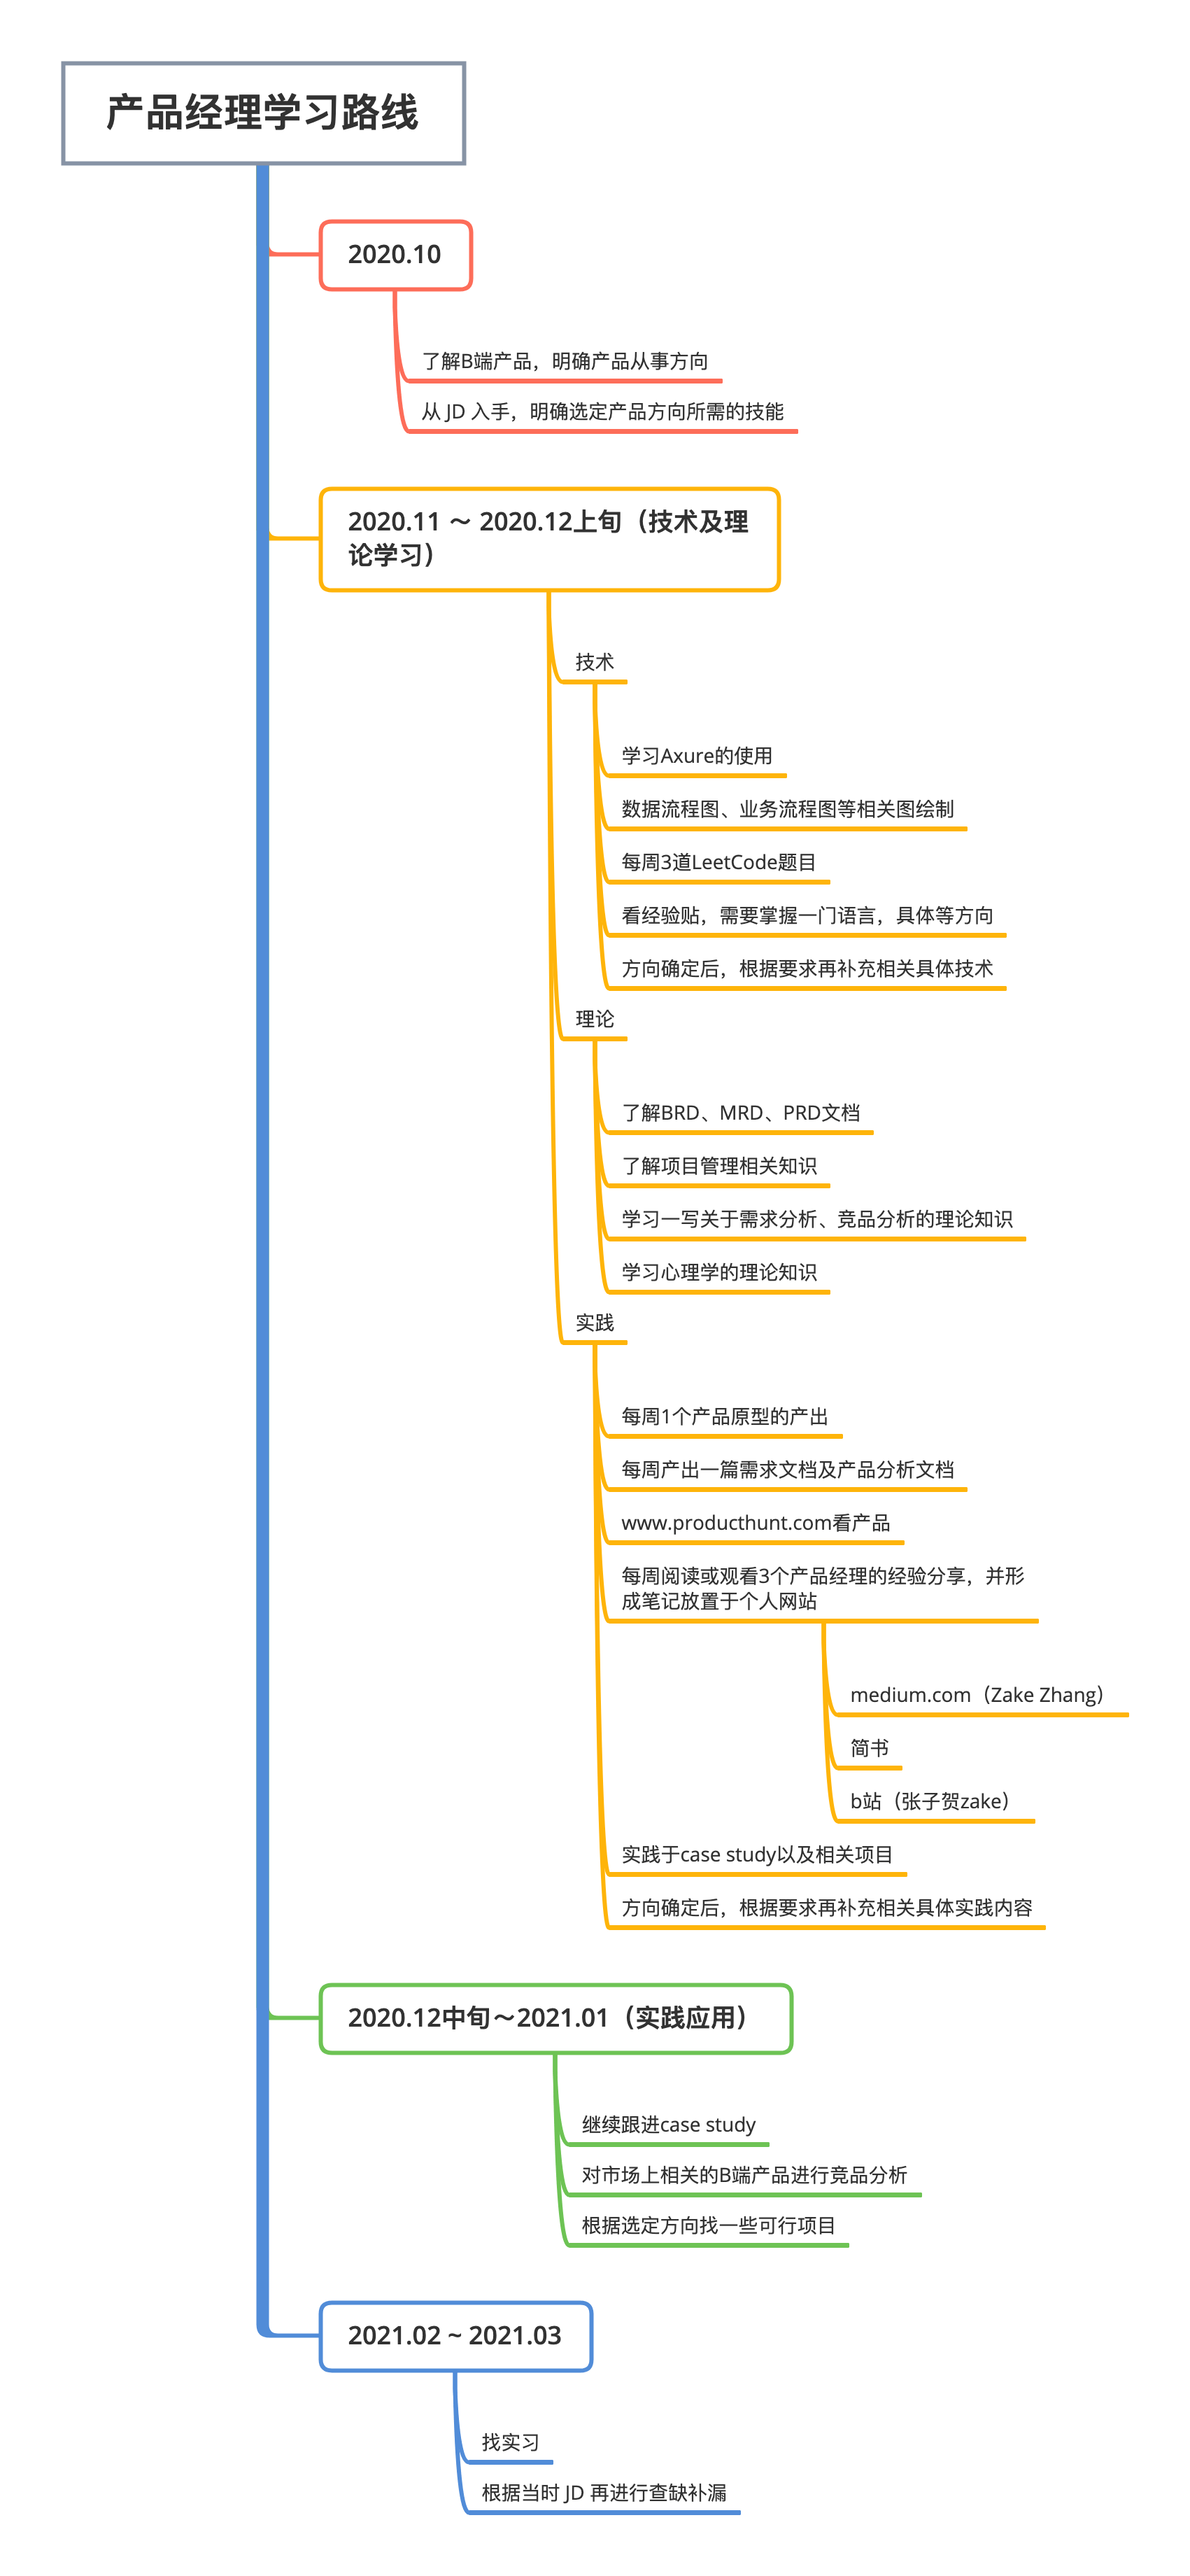 产品经理学习路线
2020.10
了解B端产品，明确产品从事方向
从 JD 入手，明确选定产品方向所需的技能
2020.11 ～ 2020.12上旬（技术及理
论学习）
技术
学习Axure的使用
数据流程图、业务流程图等相关图绘制
每周3道LeetCode题目
看经验贴，需要掌握一门语言，具体等方向
方向确定后，根据要求再补充相关具体技术
理论
了解BRD、MRD、PRD文档
了解项目管理相关知识
学习一写关于需求分析、竞品分析的理论知识
学习心理学的理论知识
实践
每周1个产品原型的产出
每周产出一篇需求文档及产品分析文档
www.producthunt.com看产品
每周阅读或观看3个产品经理的经验分享，并形
成笔记放置于个人网站
medium.com（Zake Zhang）
简书
b站（张子贺zake）
实践于case study以及相关项目
方向确定后，根据要求再补充相关具体实践内容
2020.12中旬～2021.01（实践应用）
继续跟进case study
对市场上相关的B端产品进行竞品分析
根据选定方向找一些可行项目
2021.02 ~ 2021.03
找实习
根据当时 JD 再进行查缺补漏